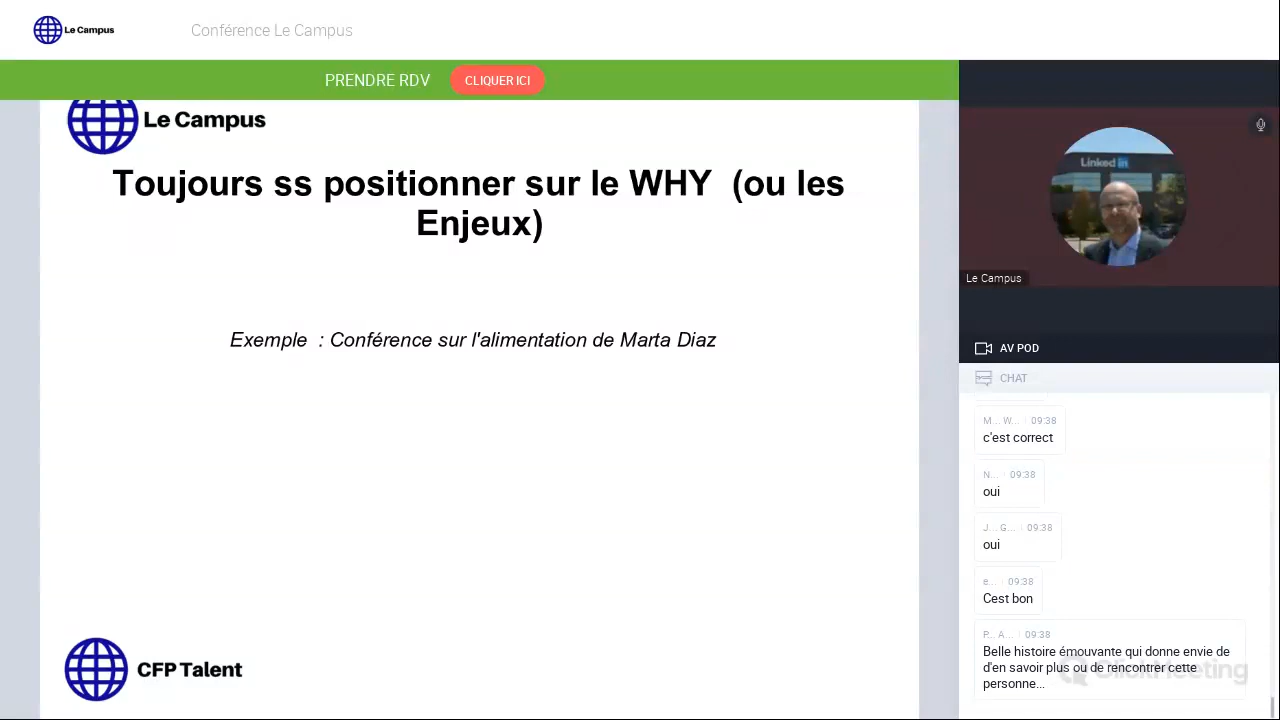 Le Campus
Conférence Le Campus
PRENDRE RDV
CLIQUER ICI
Le Campus
Toujours ss positionner sur le WHY (ou les
Enjeux)
Exemple : Conférence sur l'alimentation de Marta Diaz
CFP Talent
Linked in
Le Campus
AV POD
CHAT
M... W... 09:38
c'est correct
N... 09:38
oui
J... G... 09:38
oui
e... 09:38
Cest bon
P... A... 09:38
Belle histoire émouvante qui donne envie de
d'en savoir plus ou de rencontrer cette
personne...
ClickMeeting